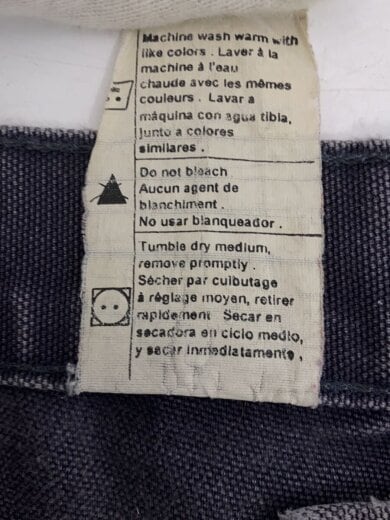 Machine wash warm with
like colors . Laver à la
machine à l'eau
chaude avec les mêmes
couleurs . Lavar a
máquina con agua tibia,
junto a colores
similares .
Do not bleach
Aucun agent de
blanchiment .
No usar blanqueador .
Tumble dry medium,
remove promptly .
Sécher par culbutage
à réglage moyen, retirer
rapidement Secar en
secadora en ciclo medio,
y sacar inmediatamente .